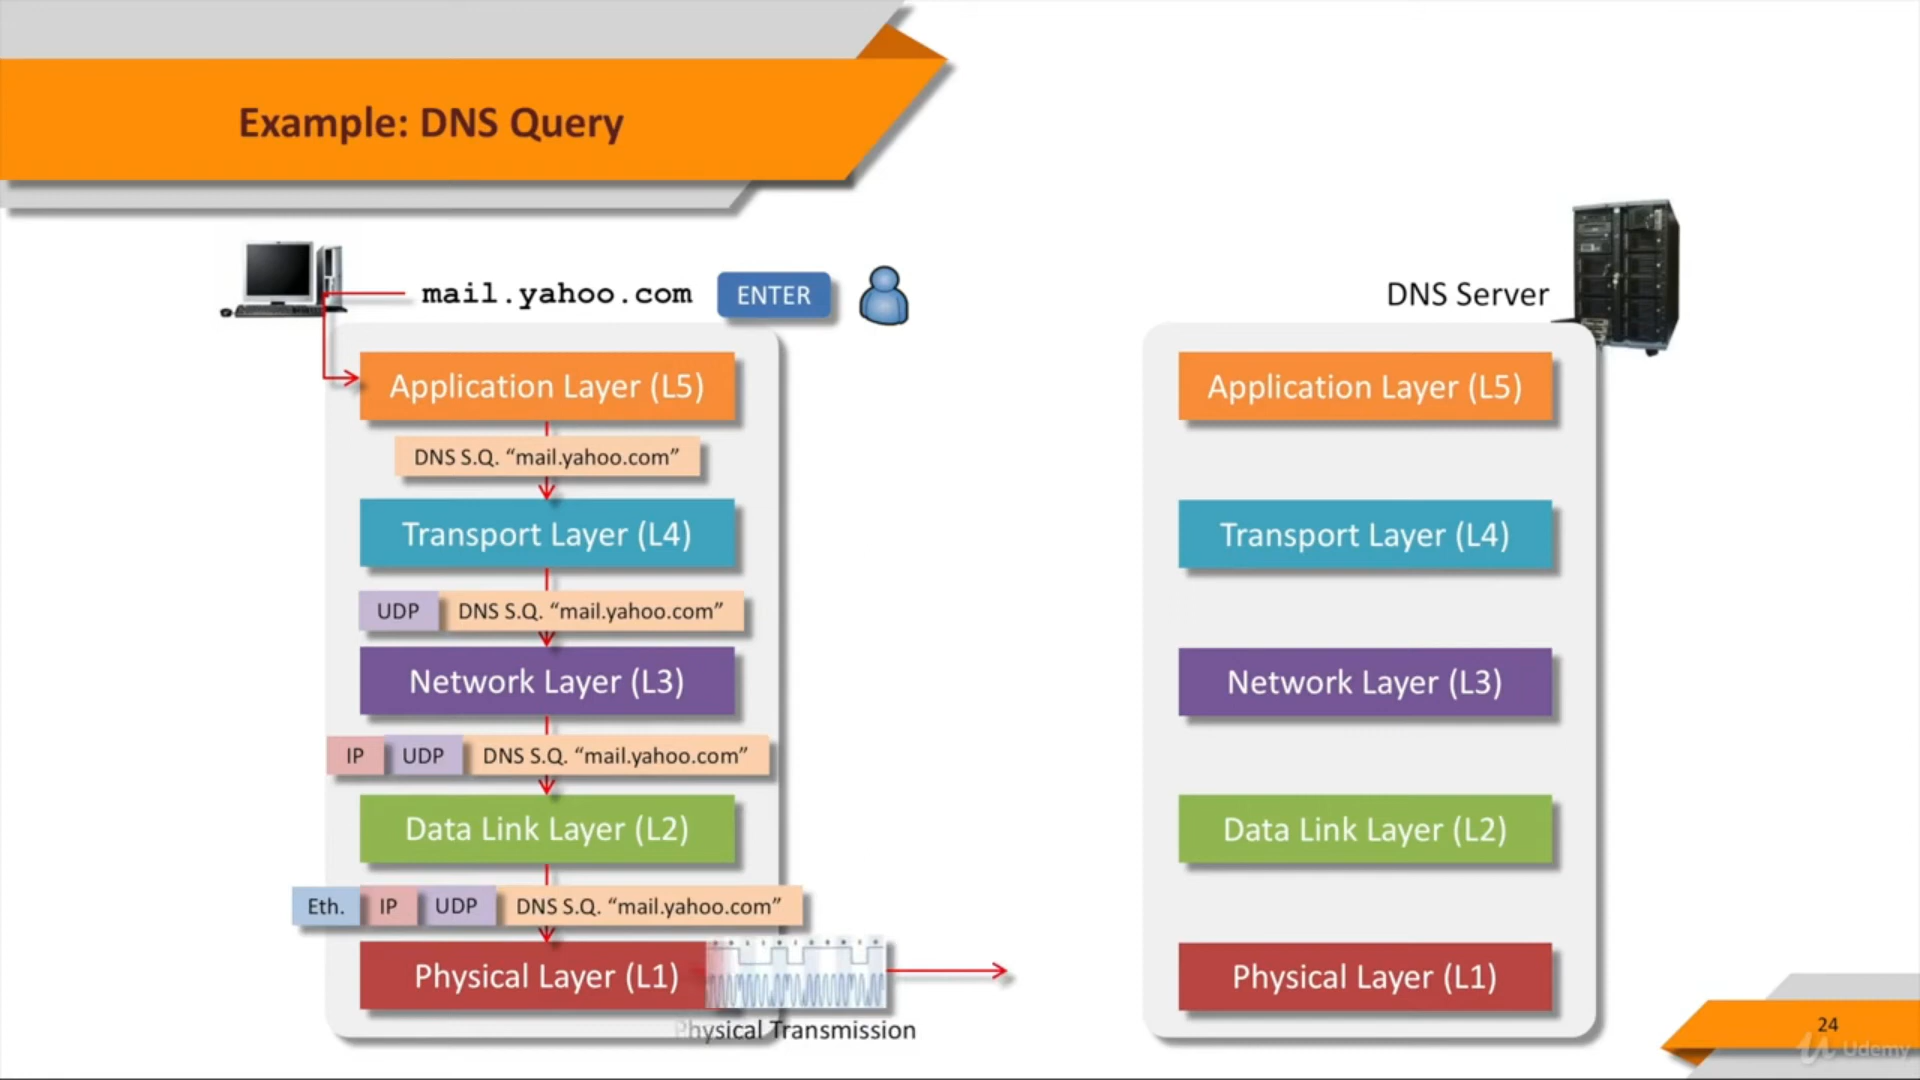 Example: DNS Query
mail.yahoo.com
ENTER
DNS Server
Application Layer (L5)
DNS S.Q. “mail.yahoo.com”
Transport Layer (L4)
UDP DNS S.Q. “mail.yahoo.com”
Network Layer (L3)
IP UDP DNS S.Q. “mail.yahoo.com”
Data Link Layer (L2)
Eth. IP UDP DNS S.Q. “mail.yahoo.com”
Physical Layer (L1)
Physical Transmission
Application Layer (L5)
Transport Layer (L4)
Network Layer (L3)
Data Link Layer (L2)
Physical Layer (L1)
24
Udemy